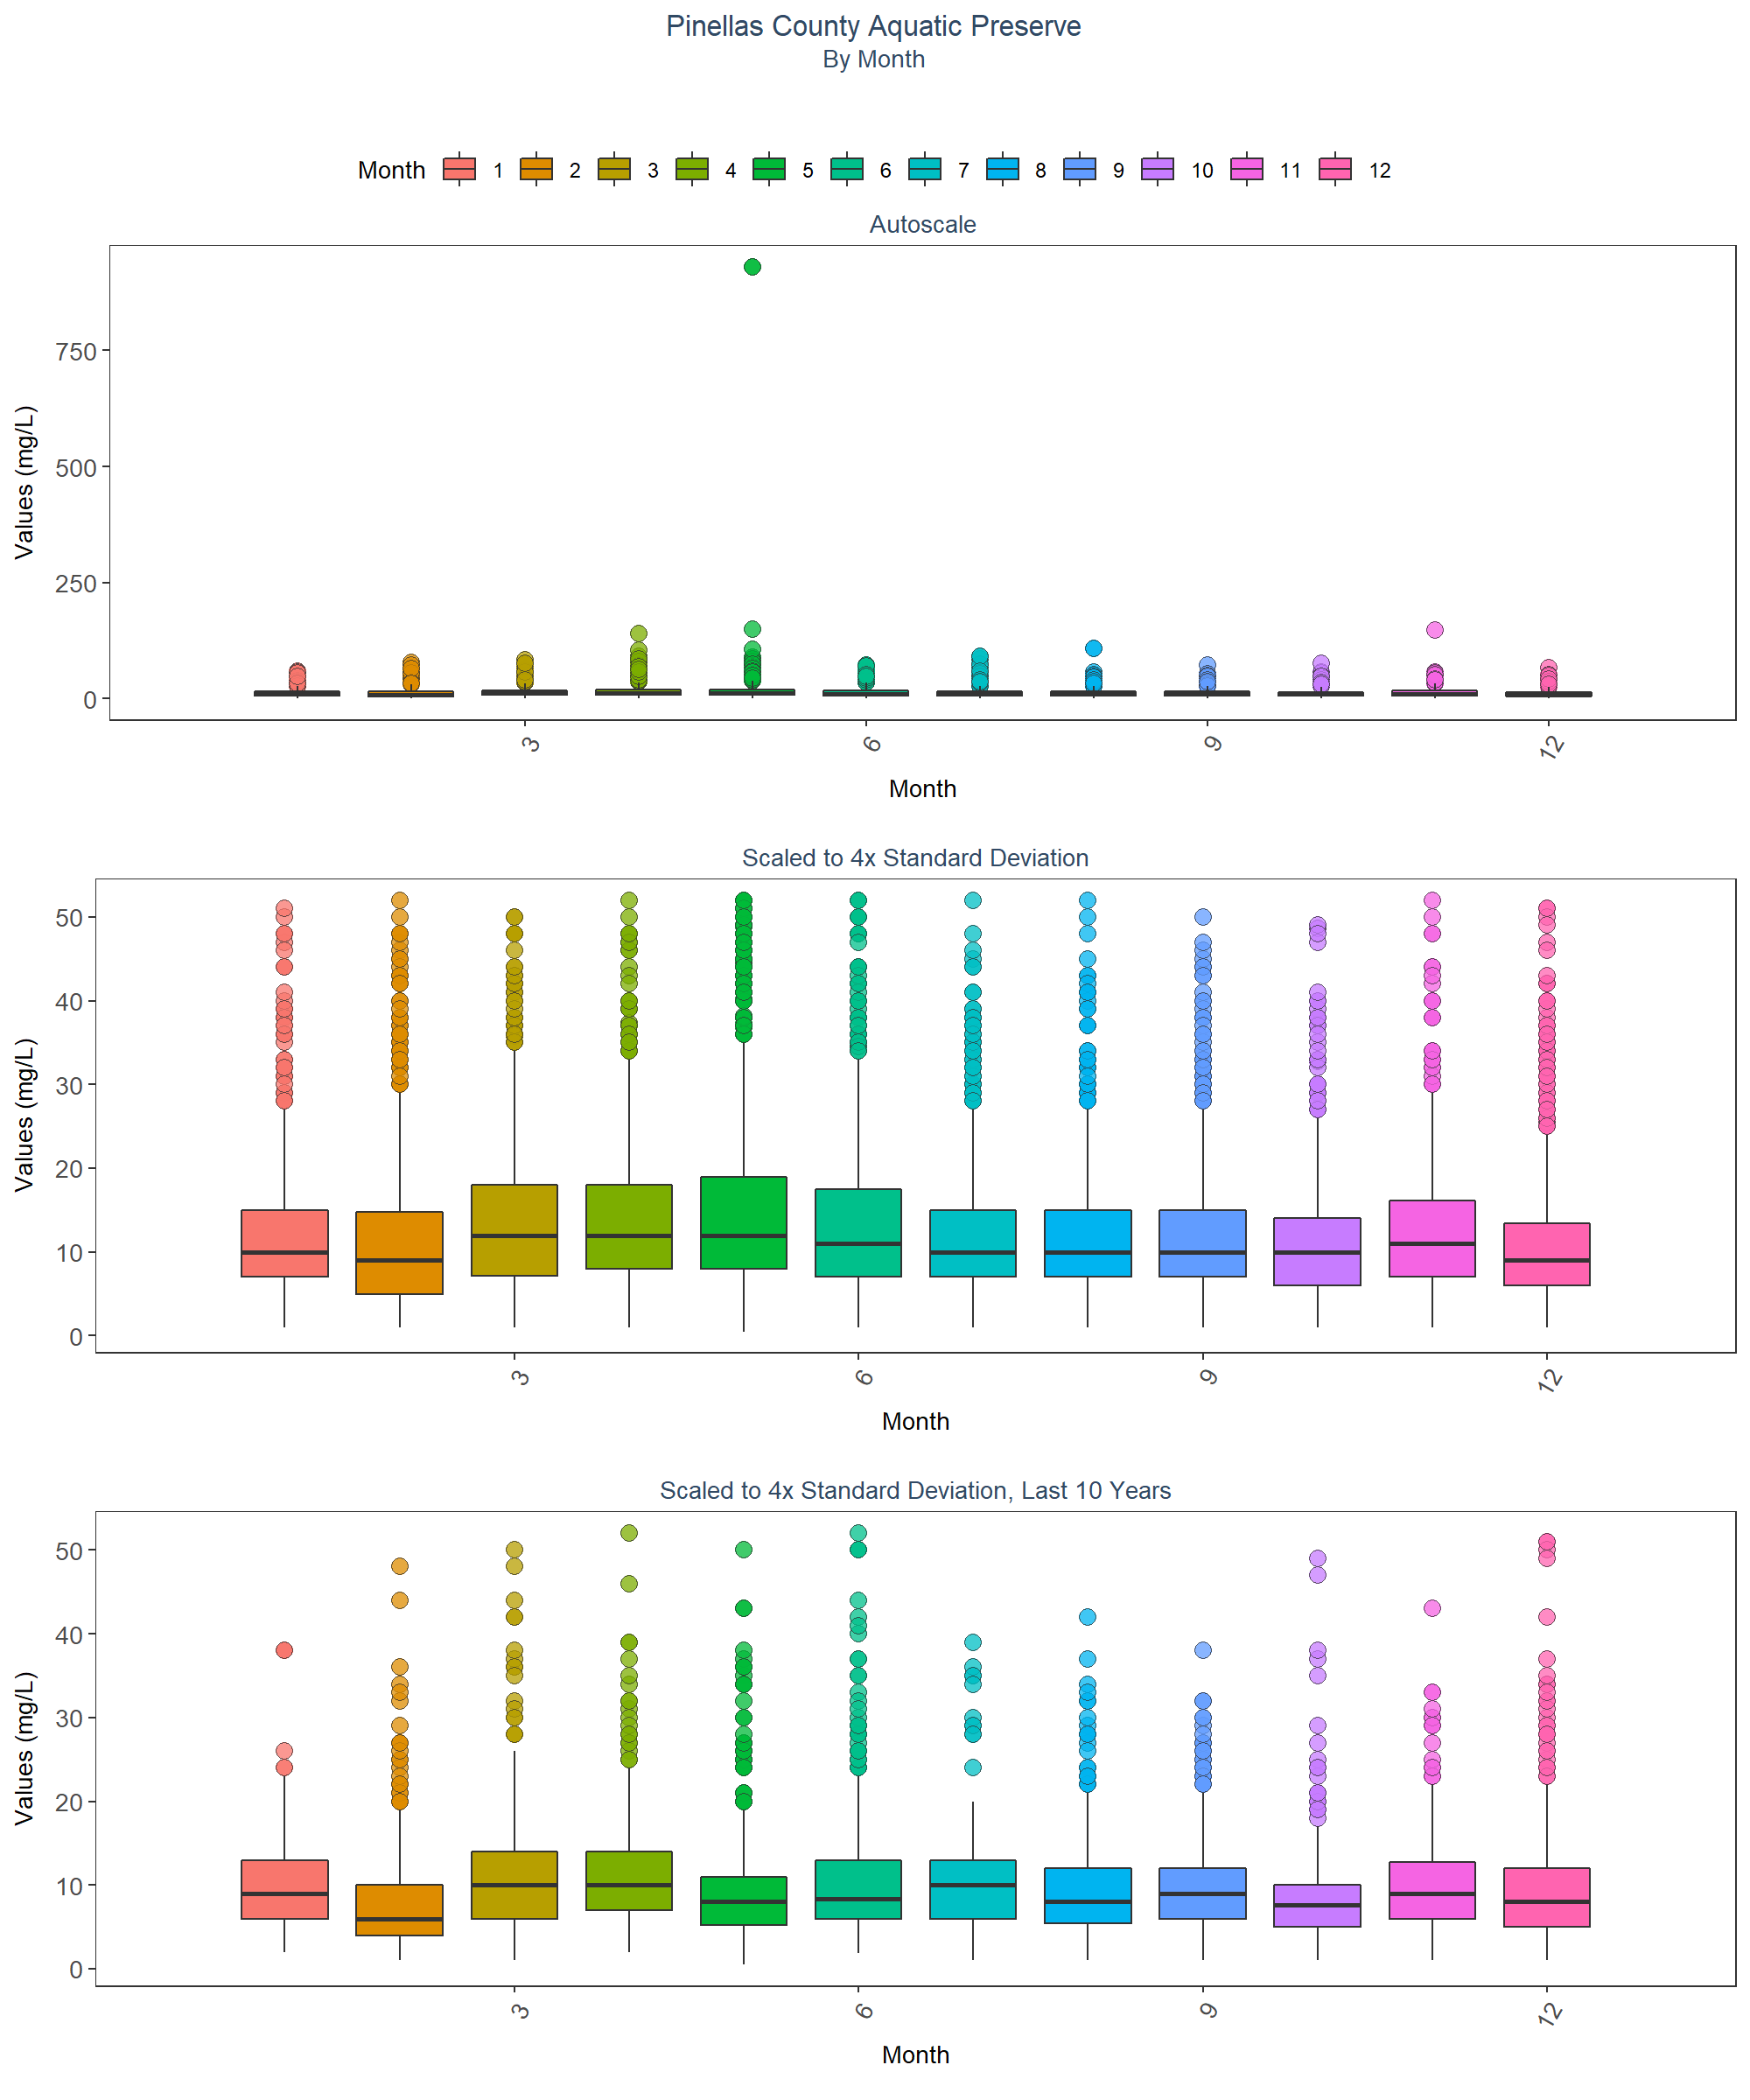 Pinellas County Aquatic Preserve
By Month
Month 1 2 3 4 5 6 7 8 9 10 11 12
Autoscale
Values (mg/L)
750
500
250
0
3 6 9 12
Month
Scaled to 4x Standard Deviation
Values (mg/L)
50
40
30
20
10
0
3 6 9 12
Month
Scaled to 4x Standard Deviation, Last 10 Years
Values (mg/L)
50
40
30
20
10
0
3 6 9 12
Month